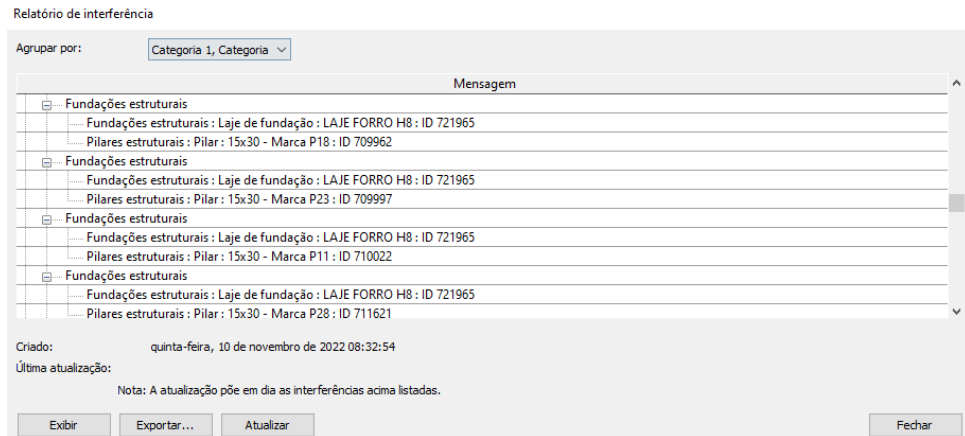 Relatório de interferência
Agrupar por: Categoria 1, Categoria
Mensagem
Fundações estruturais
Fundações estruturais : Laje de fundação : LAJE FORRO H8 : ID 721965
Pilares estruturais : Pilar : 15x30 - Marca P18 : ID 709962
Fundações estruturais
Fundações estruturais : Laje de fundação : LAJE FORRO H8 : ID 721965
Pilares estruturais : Pilar : 15x30 - Marca P23 : ID 709997
Fundações estruturais
Fundações estruturais : Laje de fundação : LAJE FORRO H8 : ID 721965
Pilares estruturais : Pilar : 15x30 - Marca P11 : ID 710022
Fundações estruturais
Fundações estruturais : Laje de fundação : LAJE FORRO H8 : ID 721965
Pilares estruturais : Pilar : 15x30 - Marca P28 : ID 711621
Criado: quinta-feira, 10 de novembro de 2022 08:32:54
Última atualização:
Nota: A atualização põe em dia as interferências acima listadas.
Exibir Exportar... Atualizar Fechar